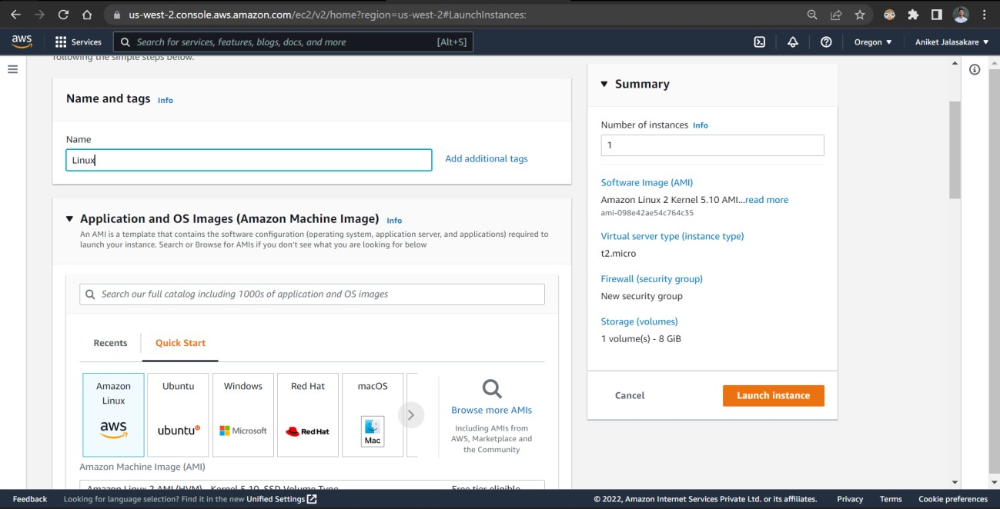 us-west-2.console.aws.amazon.com/ec2/v2/home?region=us-west-2#LaunchInstances:
aws
Services
Search for services, features, blogs, docs, and more
[Alt+S]
Oregon
Aniket Jalasakare
following the simple steps below.
Name and tags Info
Name
Linux
Add additional tags
Application and OS Images (Amazon Machine Image) Info
An AMI is a template that contains the software configuration (operating system, application server, and applications) required to
launch your instance. Search or Browse for AMIs if you don't see what you are looking for below
Search our full catalog including 1000s of application and OS images
Recents
Quick Start
Amazon
Linux
aws
Ubuntu
ubuntu
Windows
Microsoft
Red Hat
Red Hat
macOS
Mac
Browse more AMIs
Including AMIs from
AWS, Marketplace and
the Community
Amazon Machine Image (AMI)
Amazon Linux 2 AMI (HVM) - Kernel 5.10, SSD Volume Type
Free tier eligible
Summary
Number of instances Info
1
Software Image (AMI)
Amazon Linux 2 Kernel 5.10 AMI...read more
ami-098e42ae54c764c35
Virtual server type (instance type)
t2.micro
Firewall (security group)
New security group
Storage (volumes)
1 volume(s) - 8 GiB
Cancel
Launch instance
Feedback
Looking for language selection? Find it in the new Unified Settings
© 2022, Amazon Internet Services Private Ltd. or its affiliates.
Privacy
Terms
Cookie preferences